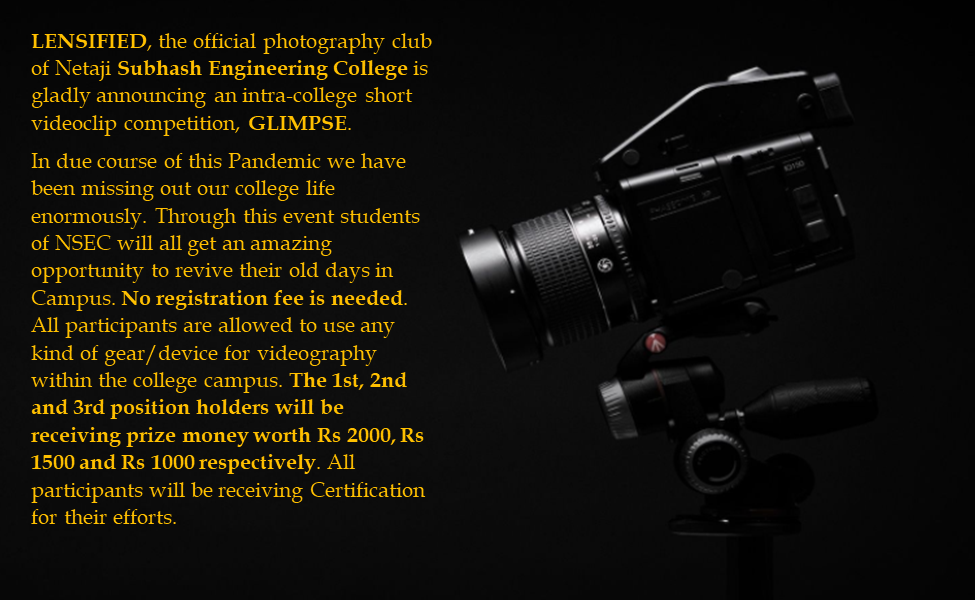 LENSIFIED, the official photography club
of Netaji Subhash Engineering College is
gladly announcing an intra-college short
videoclip competition, GLIMPSE.
In due course of this Pandemic we have
been missing out our college life
enormously. Through this event students
of NSEC will all get an amazing
opportunity to revive their old days in
Campus. No registration fee is needed.
All participants are allowed to use any
kind of gear/device for videography
within the college campus. The 1st, 2nd
and 3rd position holders will be
receiving prize money worth Rs 2000, Rs
1500 and Rs 1000 respectively. All
participants will be receiving Certification
for their efforts.